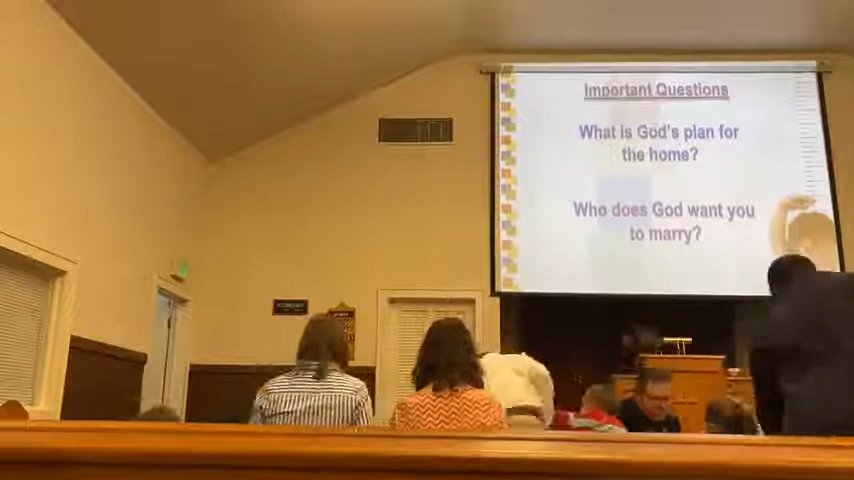 Important Questions
What is God's plan for
the home?
Who does God want you
to marry?